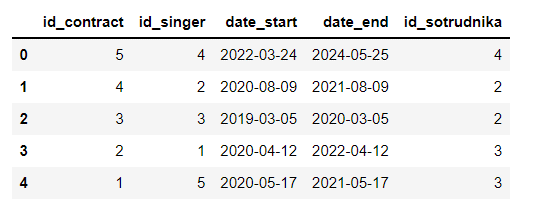 id_contract id_singer date_start date_end id_sotrudnika
0 5 4 2022-03-24 2024-05-25 4
1 4 2 2020-08-09 2021-08-09 2
2 3 3 2019-03-05 2020-03-05 2
3 2 1 2020-04-12 2022-04-12 3
4 1 5 2020-05-17 2021-05-17 3